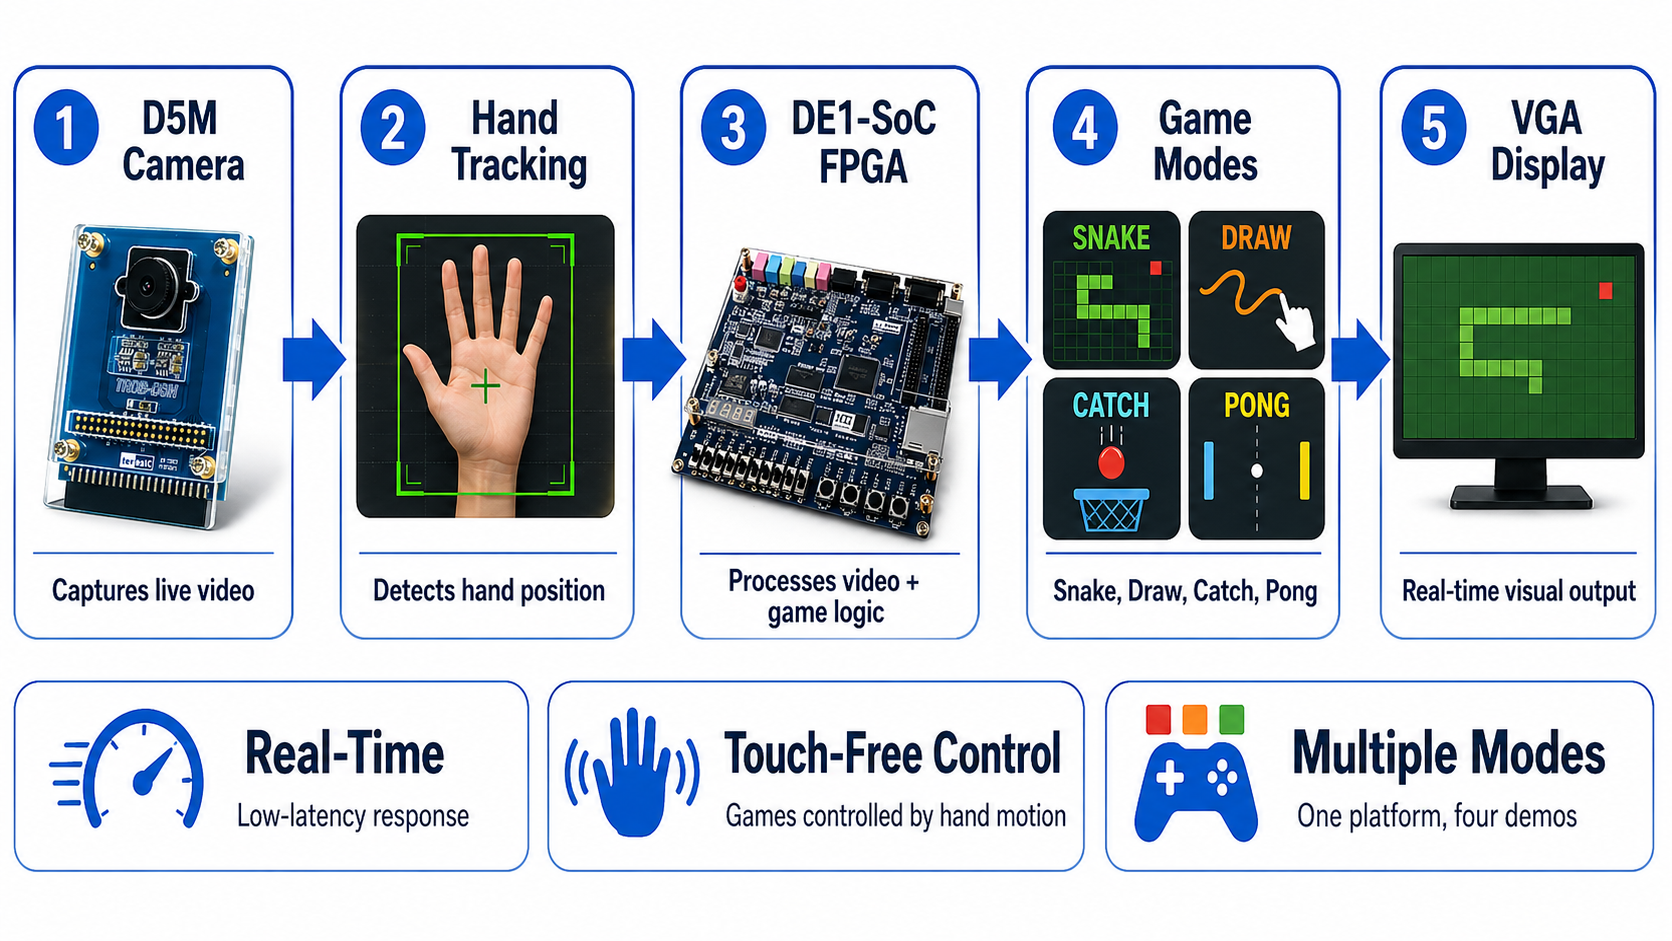 1
D5M
Camera
Captures live video
2
Hand
Tracking
Detects hand position
3
DE1-SoC
FPGA
Processes video +
game logic
4
Game
Modes
SNAKE
DRAW
CATCH
PONG
Snake, Draw, Catch, Pong
5
VGA
Display
Real-time visual output
Real-Time
Low-latency response
Touch-Free Control
Games controlled by hand motion
Multiple Modes
One platform, four demos